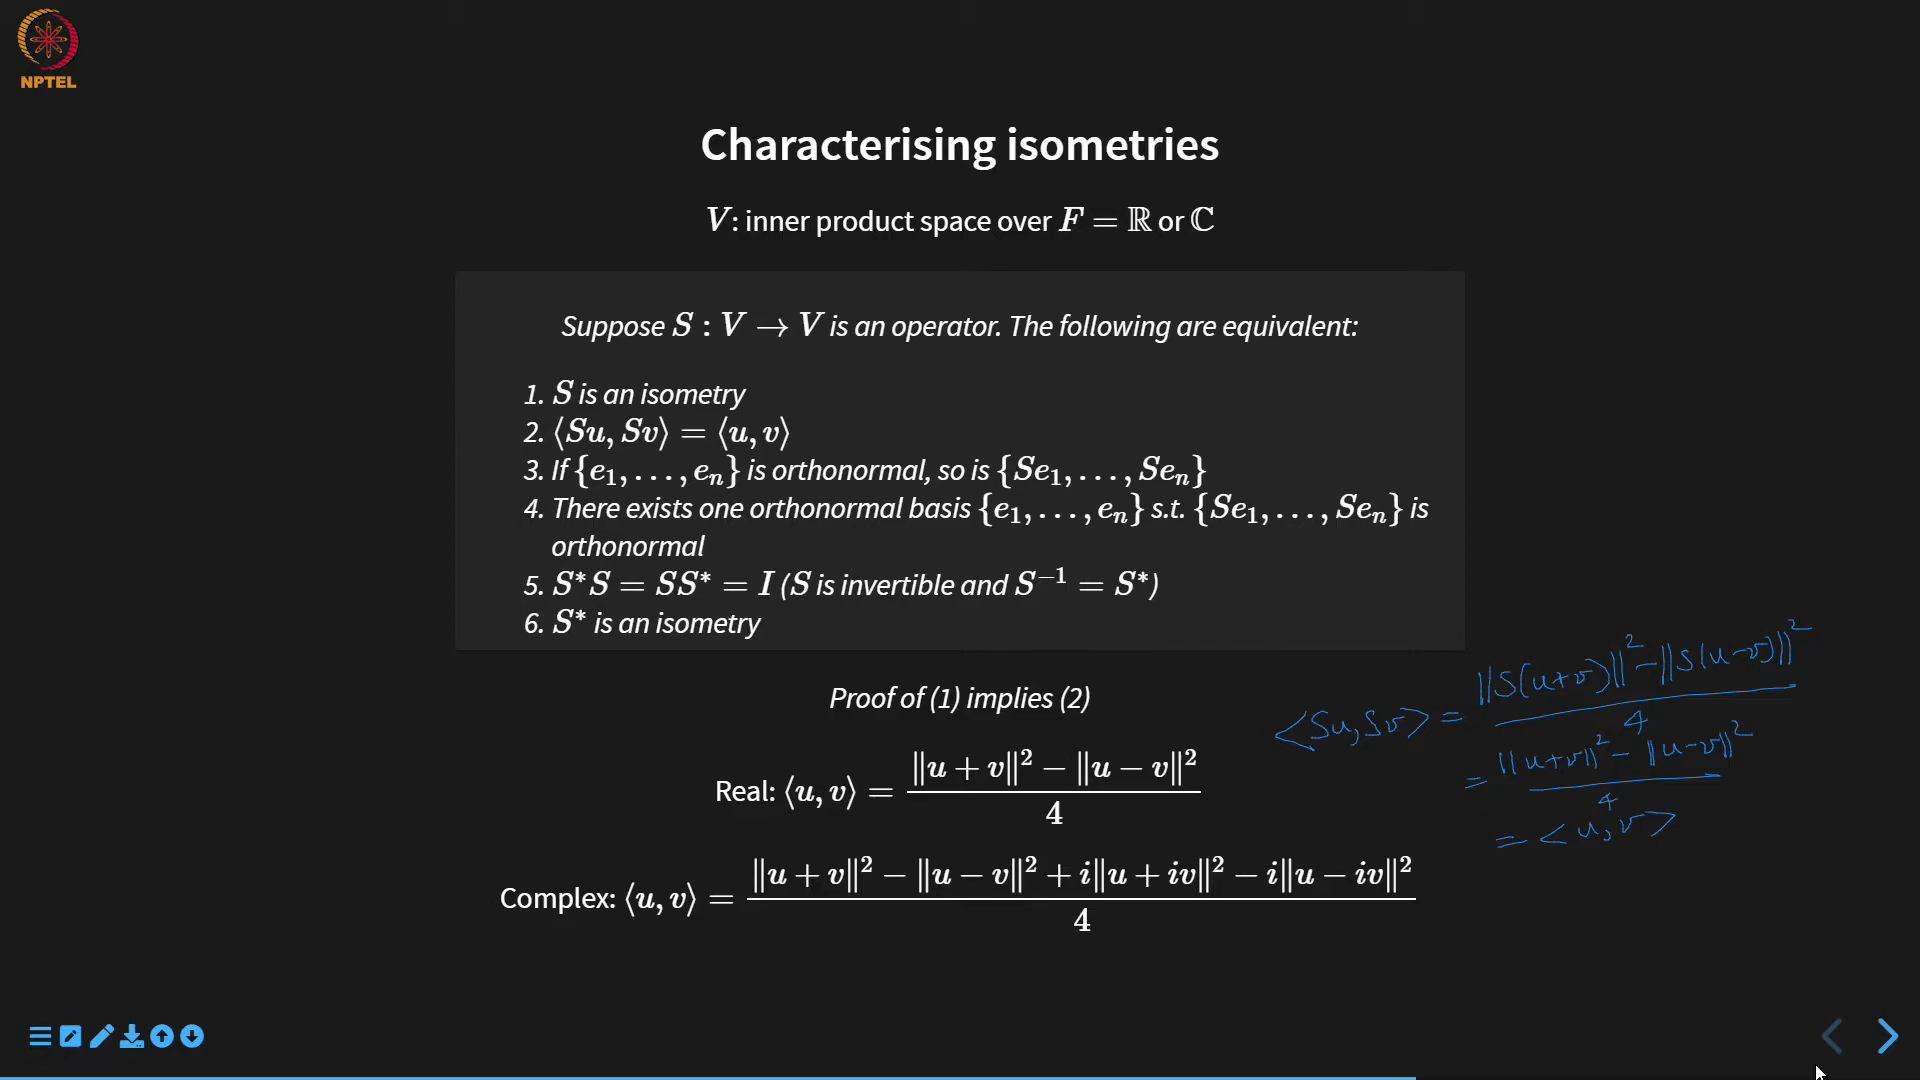 NPTEL
Characterising isometries
V: inner product space over F = ℝ or ℂ
Suppose S : V → V is an operator. The following are equivalent:
1. S is an isometry
2. ⟨Su, Sv⟩ = ⟨u, v⟩
3. If {e₁, . . . , eₙ} is orthonormal, so is {Se₁, . . . , Seₙ}
4. There exists one orthonormal basis {e₁, . . . , eₙ} s.t. {Se₁, . . . , Seₙ} is
orthonormal
5. S*S = SS* = I (S is invertible and S⁻¹ = S*)
6. S* is an isometry
Proof of (1) implies (2)
Real: ⟨u, v⟩ = (‖u + v‖² − ‖u − v‖²) / 4
Complex: ⟨u, v⟩ = (‖u + v‖² − ‖u − v‖² + i‖u + iv‖² − i‖u − iv‖²) / 4
<Su, Sv> = (‖S(u+v)‖² − ‖S(u−v)‖²) / 4
= (‖u+v‖² − ‖u−v‖²) / 4
= <u, v>